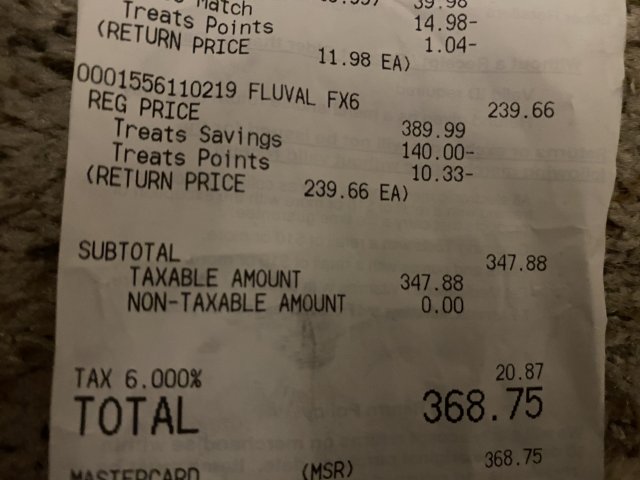 Match 39.98
Treats Points 14.98-
(RETURN PRICE 1.04-
11.98 EA)
0001556110219 FLUVAL FX6 239.66
REG PRICE 389.99
Treats Savings 140.00-
Treats Points 10.33-
(RETURN PRICE 239.66 EA)
SUBTOTAL 347.88
TAXABLE AMOUNT 347.88
NON-TAXABLE AMOUNT 0.00
TAX 6.000% 20.87
TOTAL 368.75
MASTERCARD (MSR) 368.75